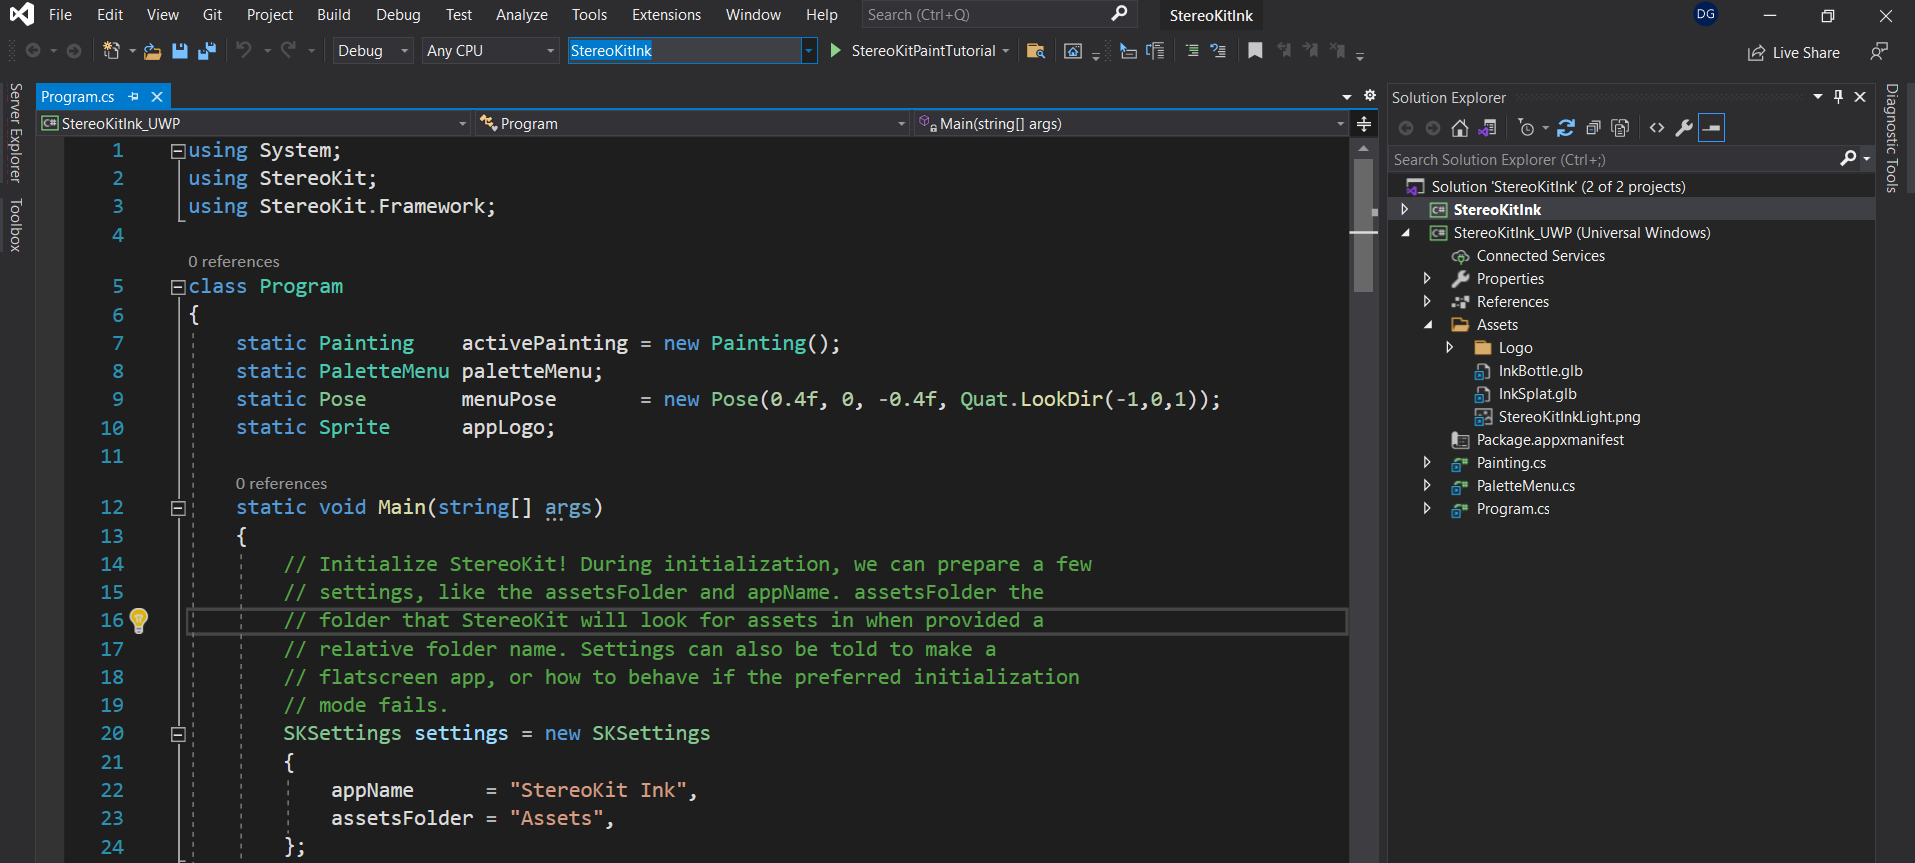 File Edit View Git Project Build Debug Test Analyze Tools Extensions Window Help Search (Ctrl+Q) StereoKitInk DG
Debug Any CPU StereoKitInk StereoKitPaintTutorial Live Share
Server Explorer
Toolbox
Program.cs
StereoKitInk_UWP Program Main(string[] args)
1 using System;
2 using StereoKit;
3 using StereoKit.Framework;
4
0 references
5 class Program
6 {
7 static Painting activePainting = new Painting();
8 static PaletteMenu paletteMenu;
9 static Pose menuPose = new Pose(0.4f, 0, -0.4f, Quat.LookDir(-1,0,1));
10 static Sprite appLogo;
11
0 references
12 static void Main(string[] args)
13 {
14 // Initialize StereoKit! During initialization, we can prepare a few
15 // settings, like the assetsFolder and appName. assetsFolder the
16 // folder that StereoKit will look for assets in when provided a
17 // relative folder name. Settings can also be told to make a
18 // flatscreen app, or how to behave if the preferred initialization
19 // mode fails.
20 SKSettings settings = new SKSettings
21 {
22 appName = "StereoKit Ink",
23 assetsFolder = "Assets",
24 };
Solution Explorer
Search Solution Explorer (Ctrl+;)
Solution 'StereoKitInk' (2 of 2 projects)
C# StereoKitInk
C# StereoKitInk_UWP (Universal Windows)
Connected Services
Properties
References
Assets
Logo
InkBottle.glb
InkSplat.glb
StereoKitInkLight.png
Package.appxmanifest
Painting.cs
PaletteMenu.cs
Program.cs
Diagnostic Tools